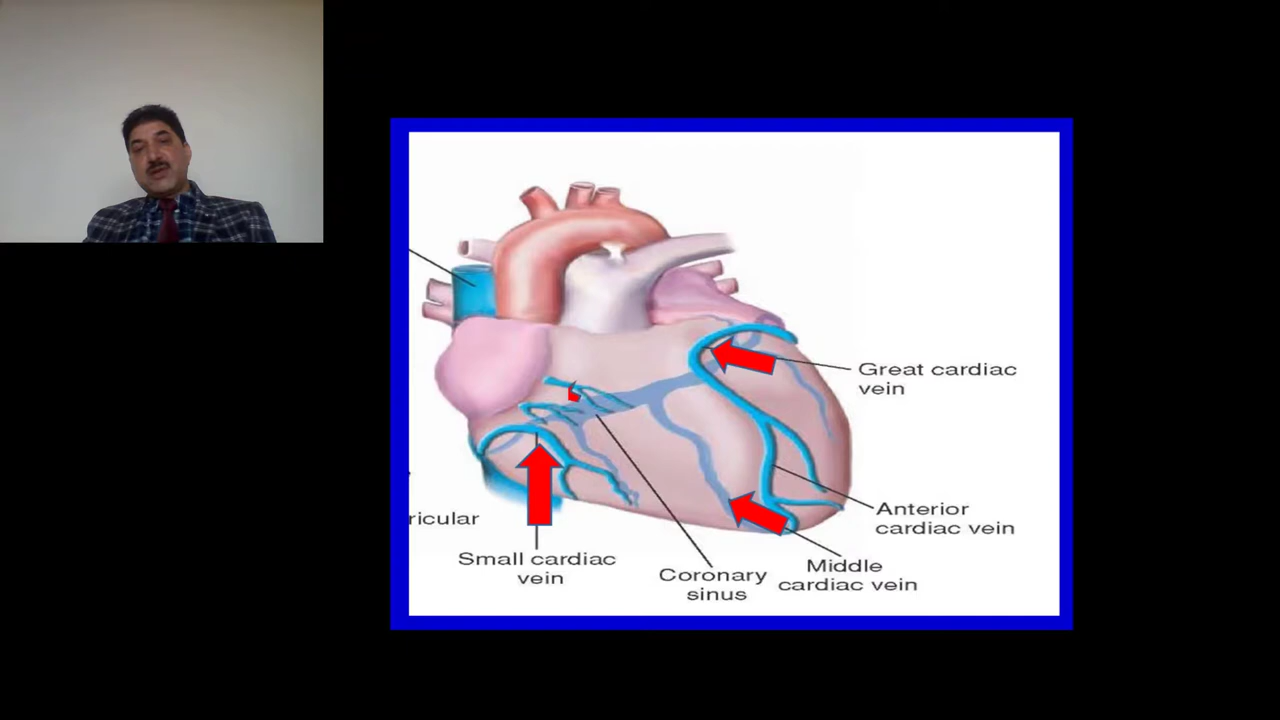 Great cardiac
vein
Anterior
cardiac vein
ricular
Small cardiac
vein
Coronary
sinus
Middle
cardiac vein